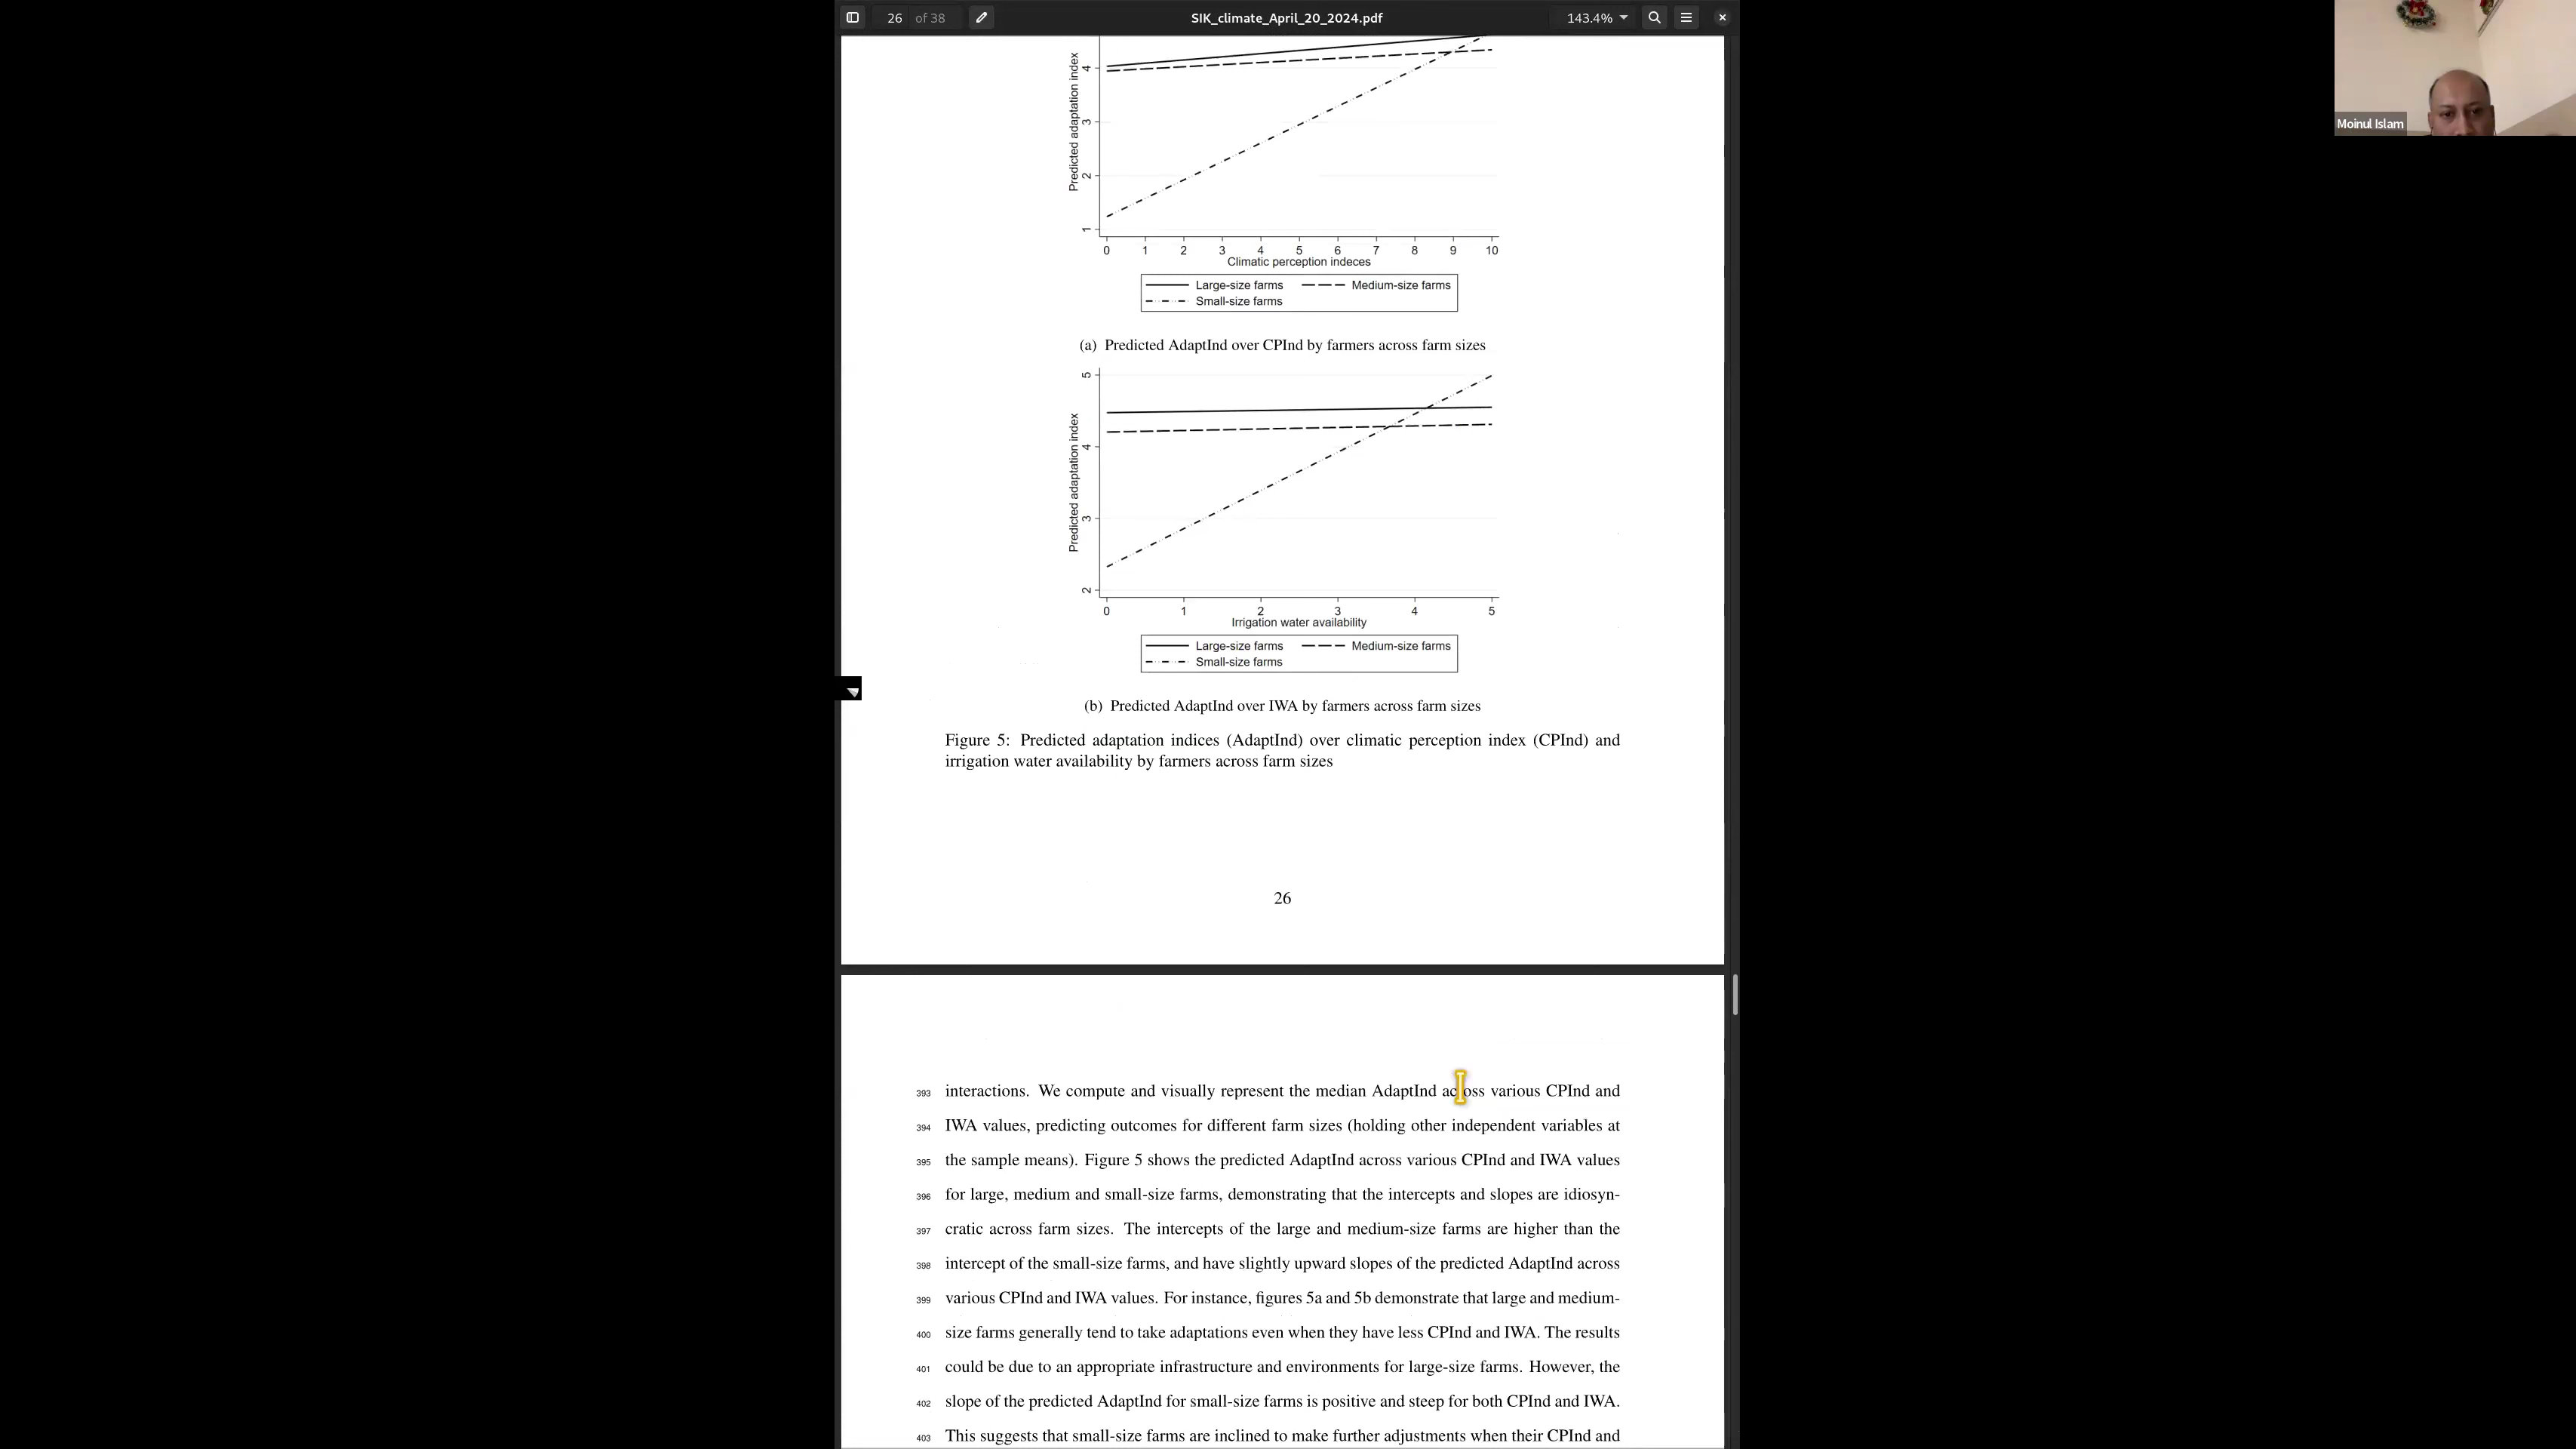 26 of 38
SIK_climate_April_20_2024.pdf
143.4%
Moinul Islam
Predicted adaptation index
4
3
2
1
0 1 2 3 4 5 6 7 8 9 10
Climatic perception indeces
Large-size farms Medium-size farms
Small-size farms
(a) Predicted AdaptInd over CPInd by farmers across farm sizes
Predicted adaptation index
5
4
3
2
0 1 2 3 4 5
Irrigation water availability
Large-size farms Medium-size farms
Small-size farms
(b) Predicted AdaptInd over IWA by farmers across farm sizes
Figure 5: Predicted adaptation indices (AdaptInd) over climatic perception index (CPInd) and
irrigation water availability by farmers across farm sizes
26
393 interactions. We compute and visually represent the median AdaptInd across various CPInd and
394 IWA values, predicting outcomes for different farm sizes (holding other independent variables at
395 the sample means). Figure 5 shows the predicted AdaptInd across various CPInd and IWA values
396 for large, medium and small-size farms, demonstrating that the intercepts and slopes are idiosyn-
397 cratic across farm sizes. The intercepts of the large and medium-size farms are higher than the
398 intercept of the small-size farms, and have slightly upward slopes of the predicted AdaptInd across
399 various CPInd and IWA values. For instance, figures 5a and 5b demonstrate that large and medium-
400 size farms generally tend to take adaptations even when they have less CPInd and IWA. The results
401 could be due to an appropriate infrastructure and environments for large-size farms. However, the
402 slope of the predicted AdaptInd for small-size farms is positive and steep for both CPInd and IWA.
403 This suggests that small-size farms are inclined to make further adjustments when their CPInd and